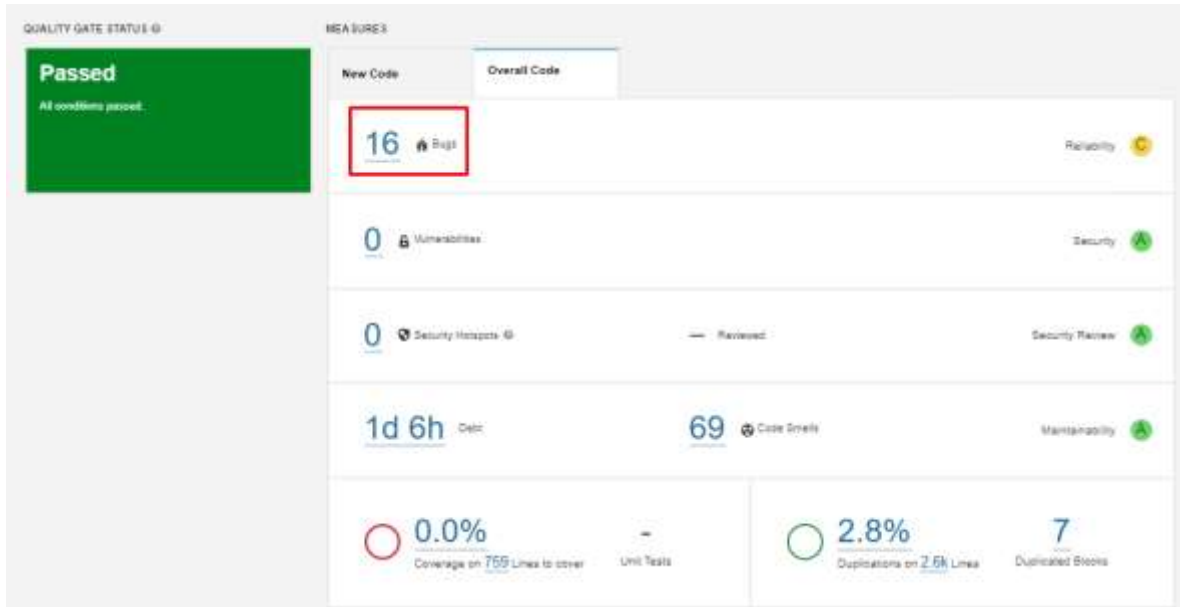 QUALITY GATE STATUS
MEASURES
Passed
All conditions passed.
New Code
Overall Code
16 Bugs
Reliability C
0 Vulnerabilities
Security A
0 Security Hotspots
— Reviewed
Security Review A
1d 6h Debt
69 Code Smells
Maintainability A
0.0%
Coverage on 759 Lines to cover
-
Unit Tests
2.8%
Duplications on 2.6k Lines
7
Duplicated Blocks